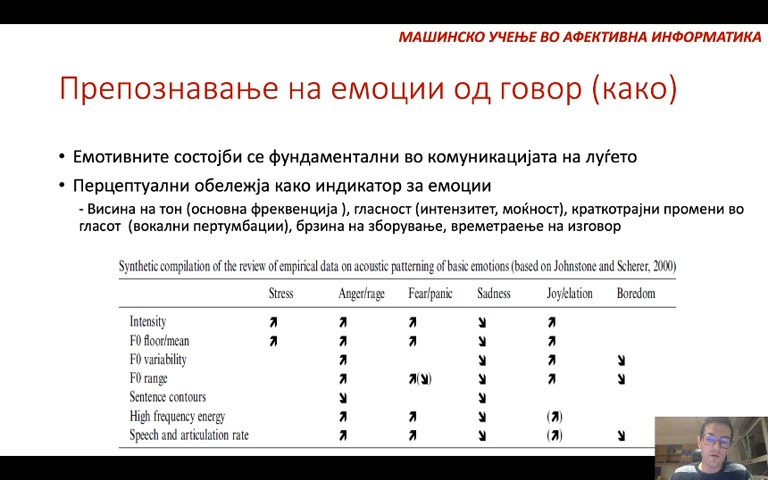 МАШИНСКО УЧЕЊЕ ВО АФЕКТИВНА ИНФОРМАТИКА
Препознавање на емоции од говор (како)
• Емотивните состојби се фундаментални во комуникацијата на луѓето
• Перцептуални обележја како индикатор за емоции
- Висина на тон (основна фреквенција ), гласност (интензитет, моќност), краткотрајни промени во
гласот (вокални пертумбации), брзина на зборување, времетраење на изговор
Synthetic compilation of the review of empirical data on acoustic patterning of basic emotions (based on Johnstone and Scherer, 2000)
Stress Anger/rage Fear/panic Sadness Joy/elation Boredom
Intensity ↗ ↗ ↗ ↘ ↗
F0 floor/mean ↗ ↗ ↗ ↘ ↗
F0 variability ↗ ↘ ↗ ↘
F0 range ↗ ↗(↘) ↘ ↗ ↘
Sentence contours ↘ ↘
High frequency energy ↗ ↗ ↘ (↗)
Speech and articulation rate ↗ ↗ ↘ (↗) ↘